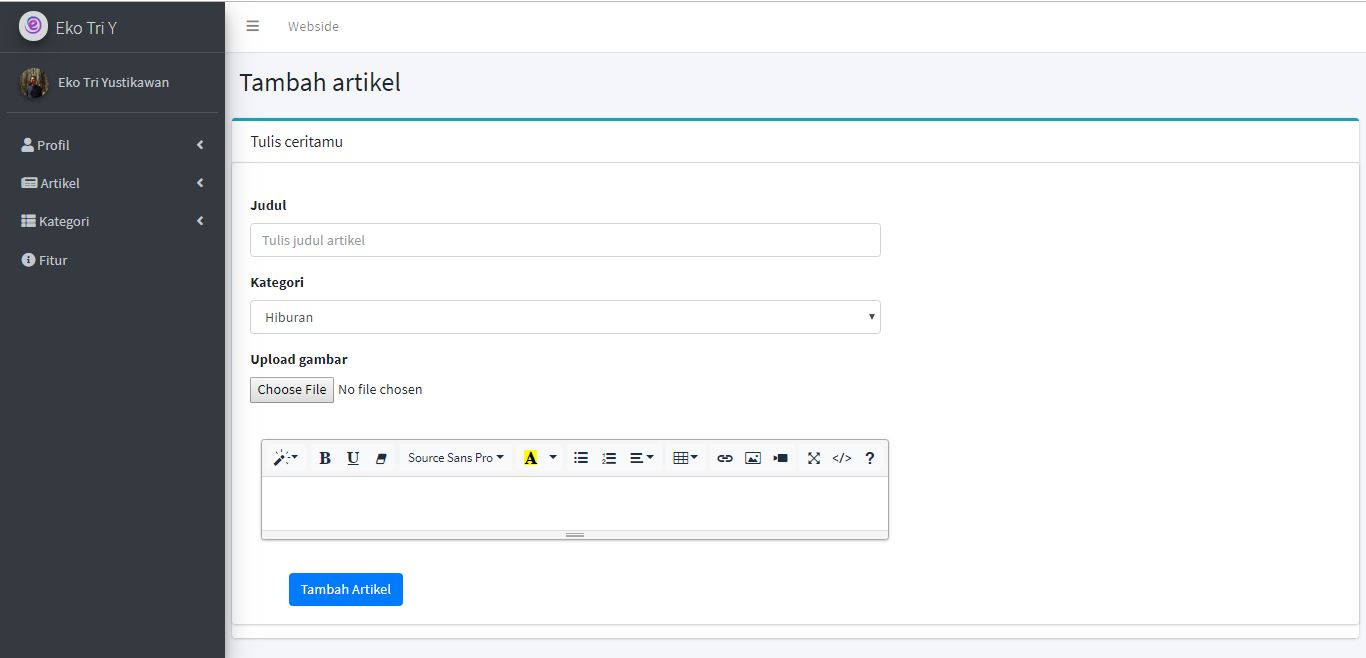 Eko Tri Y
Webside
Eko Tri Yustikawan
Profil
Artikel
Kategori
Fitur
Tambah artikel
Tulis ceritamu
Judul
Tulis judul artikel
Kategori
Hiburan
Upload gambar
Choose File No file chosen
B U Source Sans Pro A </> ?
Tambah Artikel